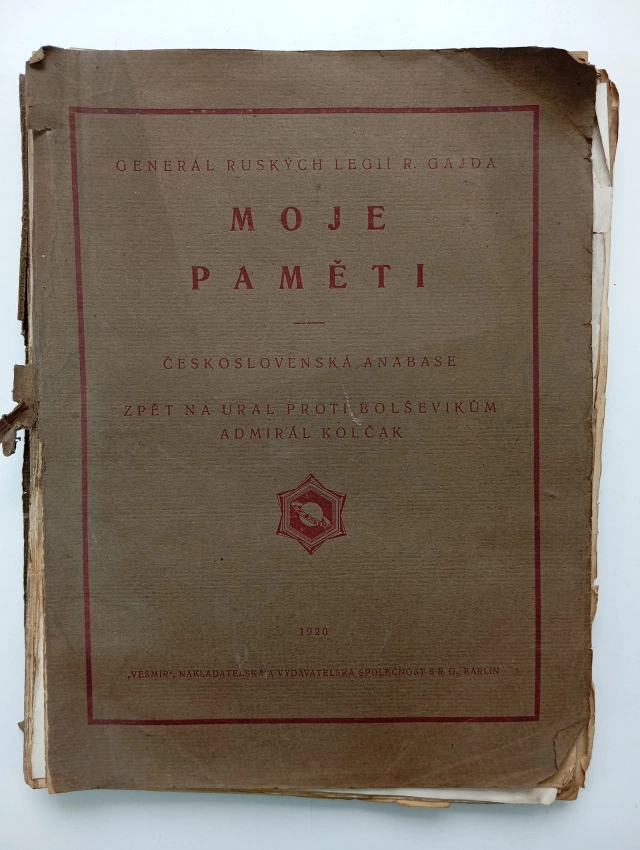 GENERÁL RUSKÝCH LEGIÍ R. GAJDA
MOJE
PAMĚTI
ČESKOSLOVENSKÁ ANABASE
ZPĚT NA URAL PROTI BOLŠEVIKŮM
ADMIRÁL KOLČAK
1920
„VESMÍR“, NAKLADATELSKÁ A VYDAVATELSKÁ SPOLEČNOST S R. O., KARLÍN